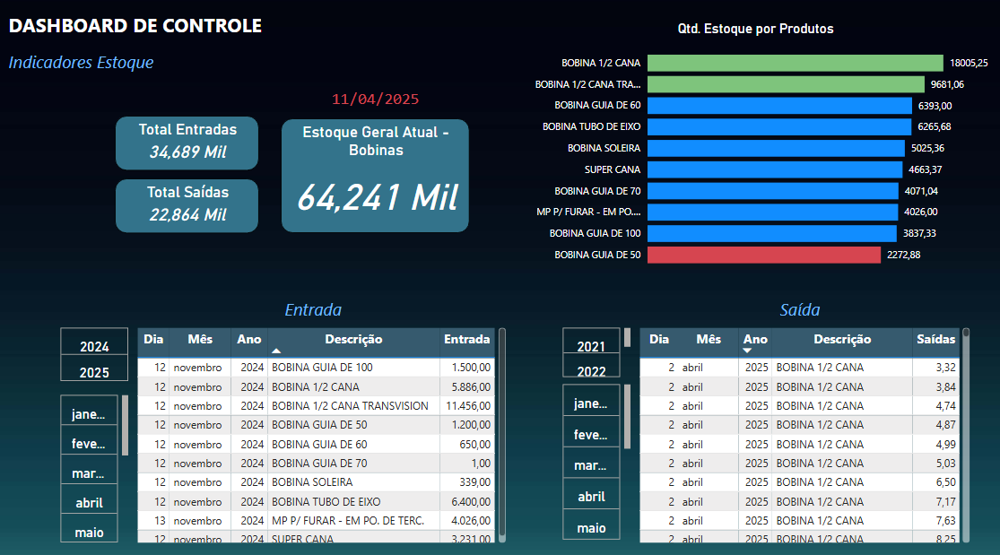 DASHBOARD DE CONTROLE
Indicadores Estoque
11/04/2025
Total Entradas
34,689 Mil
Total Saídas
22,864 Mil
Estoque Geral Atual -
Bobinas
64,241 Mil
Qtd. Estoque por Produtos
BOBINA 1/2 CANA 18005,25
BOBINA 1/2 CANA TRA... 9681,06
BOBINA GUIA DE 60 6393,00
BOBINA TUBO DE EIXO 6265,68
BOBINA SOLEIRA 5025,36
SUPER CANA 4663,37
BOBINA GUIA DE 70 4071,04
MP P/ FURAR - EM PO.... 4026,00
BOBINA GUIA DE 100 3837,33
BOBINA GUIA DE 50 2272,88
Entrada
2024
2025
jane...
feve...
mar...
abril
maio
Dia Mês Ano Descrição Entrada
12 novembro 2024 BOBINA GUIA DE 100 1.500,00
12 novembro 2024 BOBINA 1/2 CANA 5.886,00
12 novembro 2024 BOBINA 1/2 CANA TRANSVISION 11.456,00
12 novembro 2024 BOBINA GUIA DE 50 1.200,00
12 novembro 2024 BOBINA GUIA DE 60 650,00
12 novembro 2024 BOBINA GUIA DE 70 1,00
12 novembro 2024 BOBINA SOLEIRA 339,00
12 novembro 2024 BOBINA TUBO DE EIXO 6.400,00
13 novembro 2024 MP P/ FURAR - EM PO. DE TERC. 4.026,00
12 novembro 2024 SUPER CANA 3.231,00
Saída
2021
2022
jane...
feve...
mar...
abril
maio
Dia Mês Ano Descrição Saídas
2 abril 2025 BOBINA 1/2 CANA 3,32
2 abril 2025 BOBINA 1/2 CANA 3,84
2 abril 2025 BOBINA 1/2 CANA 4,74
2 abril 2025 BOBINA 1/2 CANA 4,87
2 abril 2025 BOBINA 1/2 CANA 4,99
2 abril 2025 BOBINA 1/2 CANA 5,03
2 abril 2025 BOBINA 1/2 CANA 6,50
2 abril 2025 BOBINA 1/2 CANA 7,17
2 abril 2025 BOBINA 1/2 CANA 7,63
2 abril 2025 BOBINA 1/2 CANA 8,25